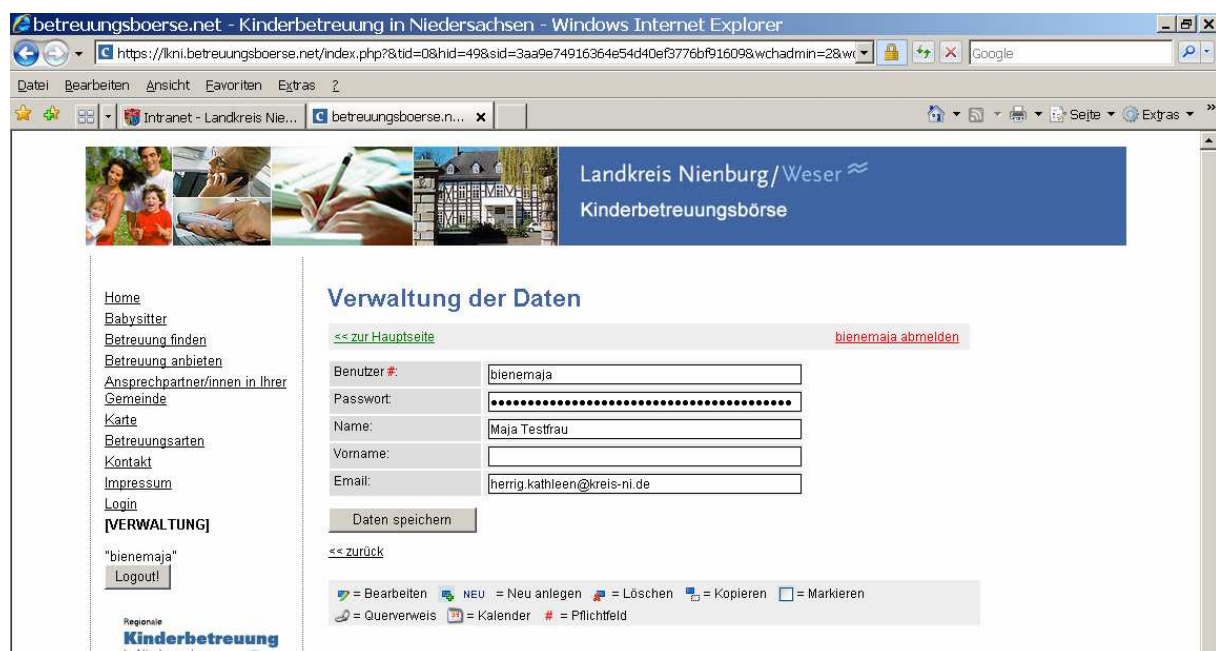 betreuungsboerse.net - Kinderbetreuung in Niedersachsen - Windows Internet Explorer
https://lkni.betreuungsboerse.net/index.php?&tid=0&hid=49&sid=3aa9e74916364e54d40ef3776bf91609&wchadmin=2&w
Google
Datei Bearbeiten Ansicht Favoriten Extras ?
Intranet - Landkreis Nie... betreuungsboerse.n... Seite Extras
Landkreis Nienburg/Weser
Kinderbetreuungsbörse
Home
Babysitter
Betreuung finden
Betreuung anbieten
Ansprechpartner/innen in Ihrer
Gemeinde
Karte
Betreuungsarten
Kontakt
Impressum
Login
[VERWALTUNG]
"bienemaja"
Logout!
Regionale
Kinderbetreuung
Verwaltung der Daten
<< zur Hauptseite bienemaja abmelden
Benutzer #: bienemaja
Passwort: ••••••••••••••••••••••••••••••••••••••••••
Name: Maja Testfrau
Vorname:
Email: herrig.kathleen@kreis-ni.de
Daten speichern
<< zurück
= Bearbeiten NEU = Neu anlegen = Löschen = Kopieren = Markieren
= Querverweis = Kalender # = Pflichtfeld